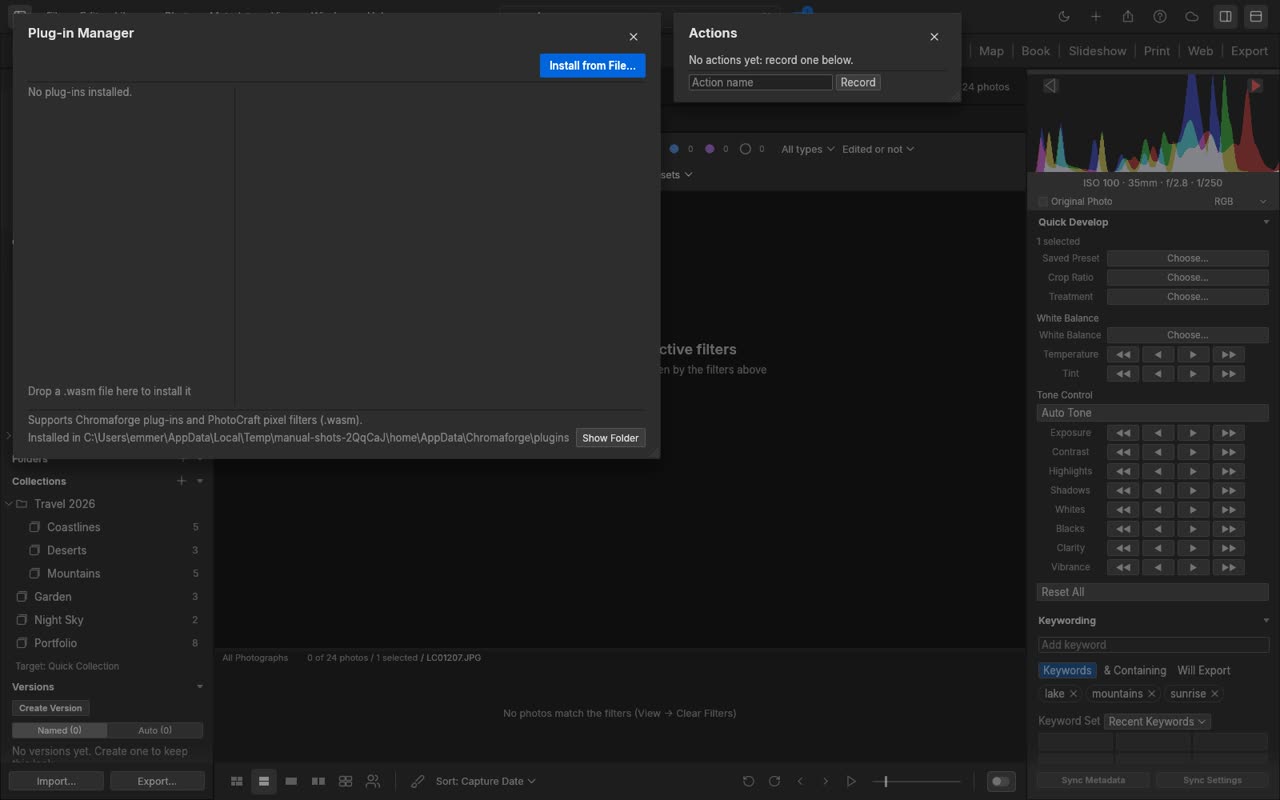 Plug-in Manager
Install from File...
No plug-ins installed.
Drop a .wasm file here to install it
Supports Chromaforge plug-ins and PhotoCraft pixel filters (.wasm).
Installed in C:\Users\emmer\AppData\Local\Temp\manual-shots-2QqCaJ\home\AppData\Chromaforge\plugins
Show Folder
Actions
No actions yet: record one below.
Action name Record
Map | Book | Slideshow | Print | Web | Export
24 photos
0 0 0 All types Edited or not
sets
ctive filters
en by the filters above
ISO 100 · 35mm · f/2.8 · 1/250
Original Photo RGB
Quick Develop
1 selected
Saved Preset Choose...
Crop Ratio Choose...
Treatment Choose...
White Balance
White Balance Choose...
Temperature
Tint
Tone Control
Auto Tone
Exposure
Contrast
Highlights
Shadows
Whites
Blacks
Clarity
Vibrance
Reset All
Keywording
Add keyword
Keywords & Containing Will Export
lake mountains sunrise
Keyword Set Recent Keywords
Sync Metadata Sync Settings
Folders
Collections
Travel 2026
Coastlines 5
Deserts 3
Mountains 5
Garden 3
Night Sky 2
Portfolio 8
Target: Quick Collection
Versions
Create Version
Named (0) Auto (0)
No versions yet. Create one to keep
Import... Export...
All Photographs 0 of 24 photos / 1 selected / LC01207.JPG
No photos match the filters (View → Clear Filters)
Sort: Capture Date